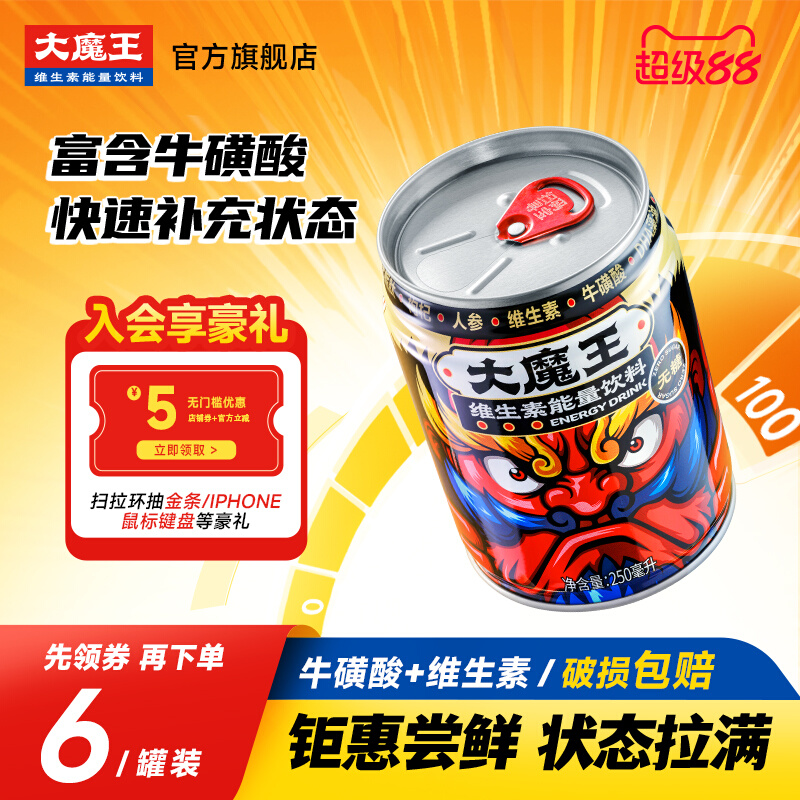 大魔王
维生素能量饮料
官方旗舰店
超级88
富含牛磺酸
快速补充状态
入会享豪礼
¥5
无门槛优惠
店铺券+官方立减
立即领取 >
扫拉环抽金条/IPHONE
鼠标键盘等豪礼
人参 · 维生素 · 牛磺酸
大魔王
维生素能量饮料
ENERGY DRINK
无糖
ZERO SUGAR
净含量:250毫升
100
0
先领券 再下单
6/罐装
牛磺酸+维生素/破损包赔
钜惠尝鲜 状态拉满